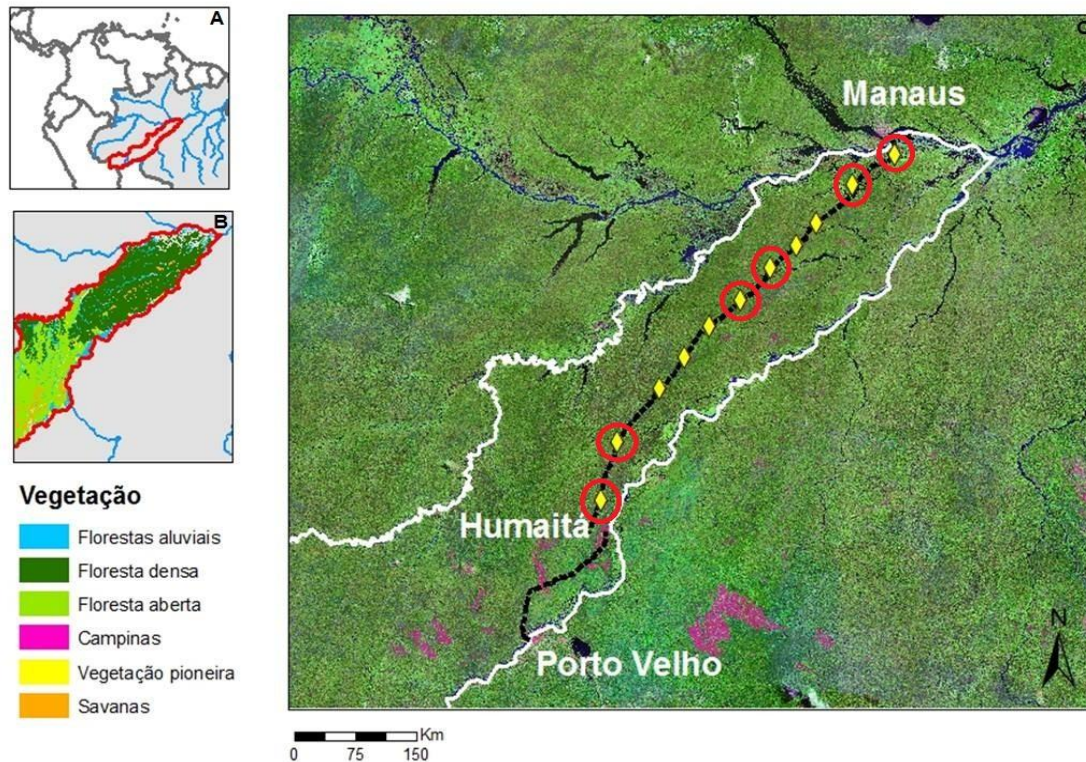 A
B
Vegetação
Florestas aluviais
Floresta densa
Floresta aberta
Campinas
Vegetação pioneira
Savanas
C
Manaus
Humaitá
Porto Velho
N
Km
0 75 150